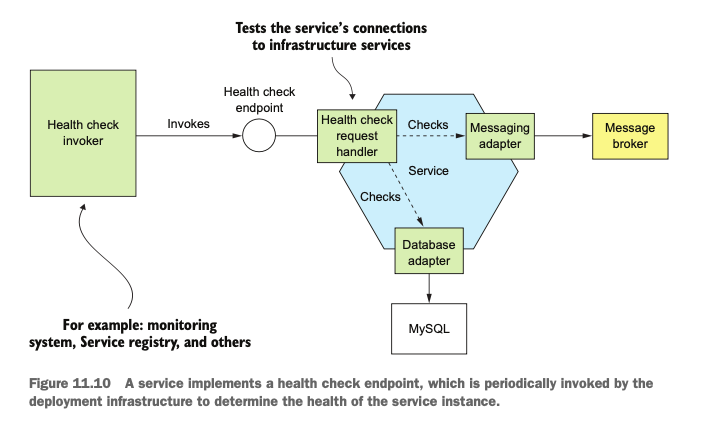 Tests the service's connections
to infrastructure services
Health check
endpoint
Health check
invoker
Invokes
Health check
request
handler
Checks
Messaging
adapter
Message
broker
Service
Checks
Database
adapter
MySQL
For example: monitoring
system, Service registry, and others
Figure 11.10 A service implements a health check endpoint, which is periodically invoked by the
deployment infrastructure to determine the health of the service instance.